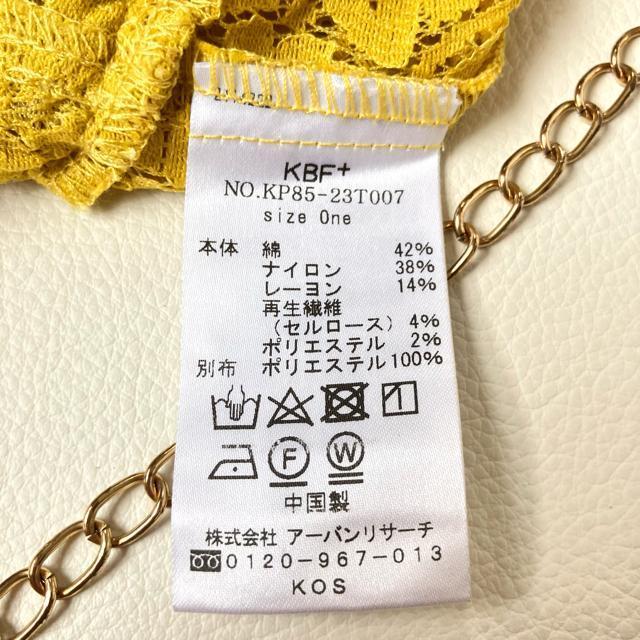 KBF+
NO.KP85-23T007
size One
本体 綿 42%
ナイロン 38%
レーヨン 14%
再生繊維
(セルロース) 4%
ポリエステル 2%
別布 ポリエステル 100%
F W
中国製
株式会社 アーバンリサーチ
0120-967-013
KOS